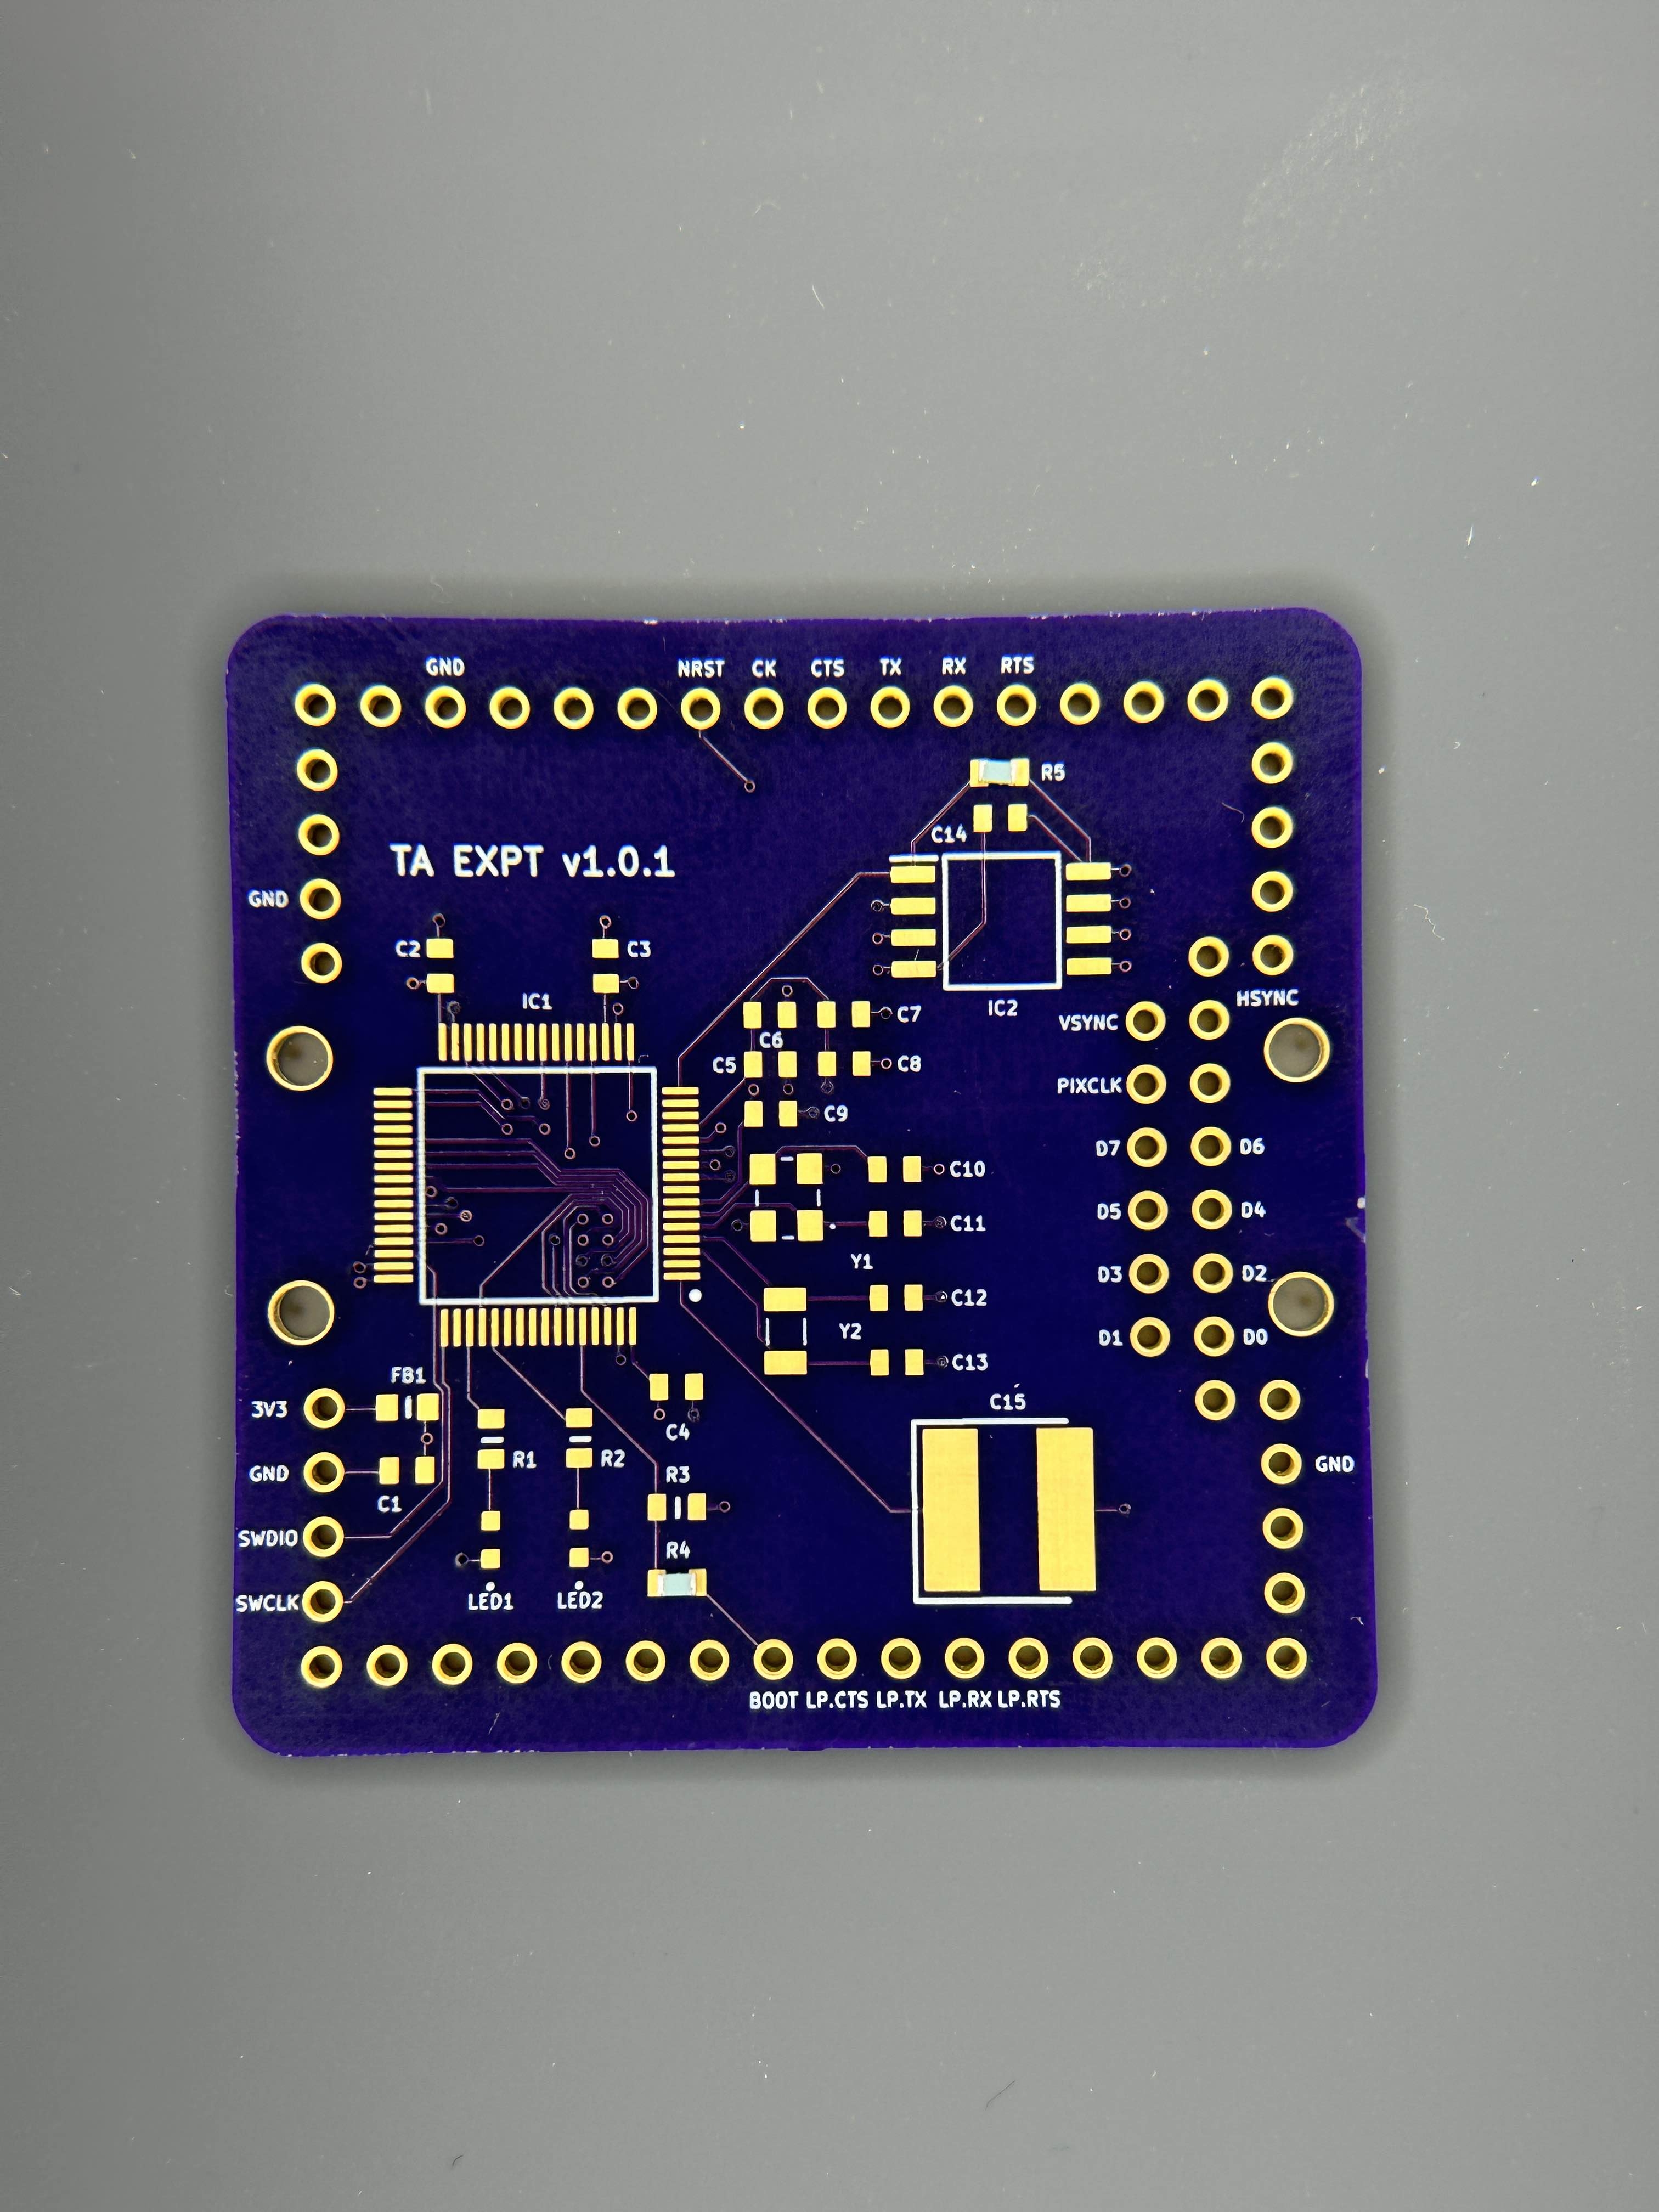 GND NRST CK CTS TX RX RTS
R5
C14
TA EXPT v1.0.1
GND
C2 C3
IC1
HSYNC
IC2
C7
VSYNC
C6
C5 C8
PIXCLK
C9
D7 D6
C10
D5 D4
C11
Y1
D3 D2
C12
Y2
D1 D0
C13
FB1
C15
3V3
C4
R1 R2
GND
GND
R3
C1
SWDIO
R4
LED1 LED2
SWCLK
BOOT LP.CTS LP.TX LP.RX LP.RTS